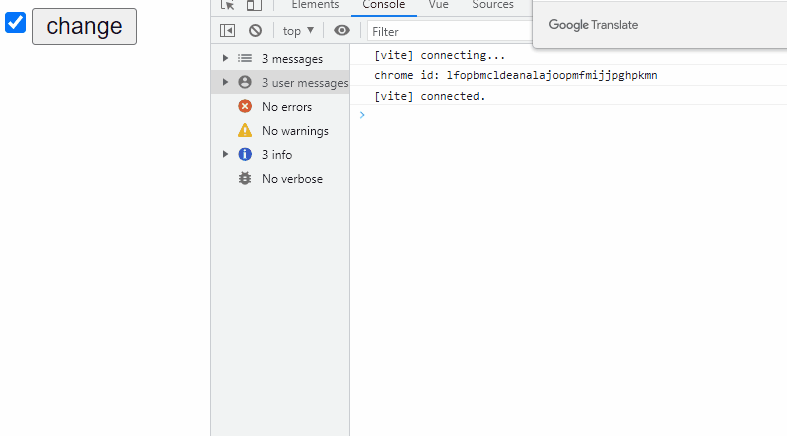 change
Elements Console Vue Sources
top ▼ Filter
Google Translate
3 messages
3 user messages
No errors
No warnings
3 info
No verbose
[vite] connecting...
chrome id: lfopbmcldeanalajoopmfmijjpghpkmn
[vite] connected.